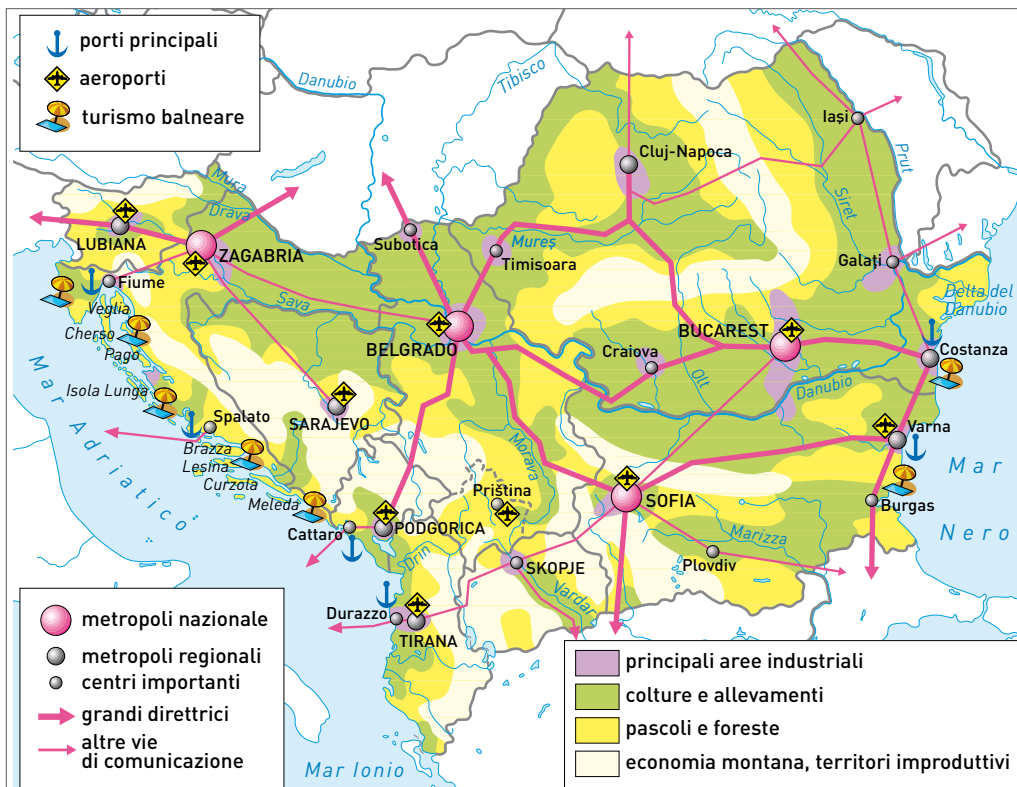 porti principali
aeroporti
turismo balneare
Danubio
Tibisco
Iași
Cluj-Napoca
Prut
Siret
Mura
Drava
LUBIANA
ZAGABRIA
Subotica
Mureș
Timisoara
Galați
Fiume
Sava
Delta del
Danubio
Veglia
Cherso
Pago
BELGRADO
BUCAREST
Craiova
Olt
Costanza
Danubio
Isola Lunga
Spalato
SARAJEVO
Varna
Mar Adriatico
Brazza
Lesina
Curzola
Meleda
Morava
Priština
SOFIA
Burgas
Mar
Nero
Cattaro
PODGORICA
Drin
Marizza
Plovdiv
SKOPJE
Vardar
Durazzo
TIRANA
Mar Ionio
metropoli nazionale
metropoli regionali
centri importanti
grandi direttrici
altre vie
di comunicazione
principali aree industriali
colture e allevamenti
pascoli e foreste
economia montana, territori improduttivi